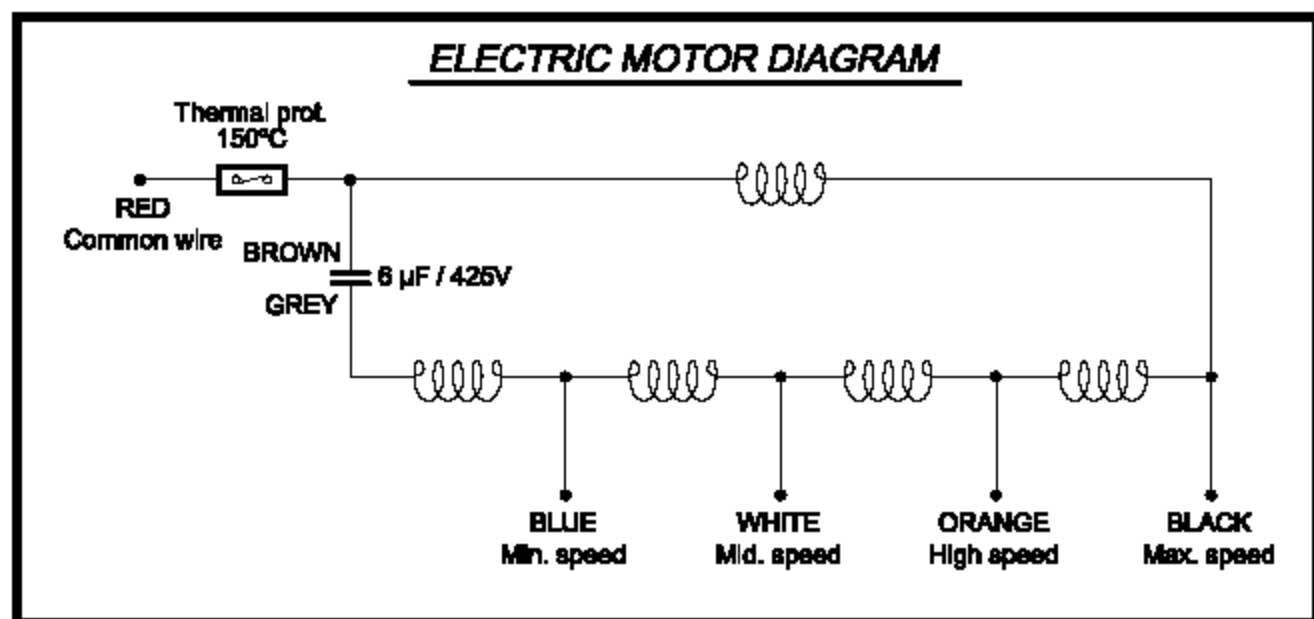 ELECTRIC MOTOR DIAGRAM
Thermal prot.
150ºC
RED
Common wire
BROWN
6 µF / 425V
GREY
BLUE
Min. speed
WHITE
Mid. speed
ORANGE
High speed
BLACK
Max. speed